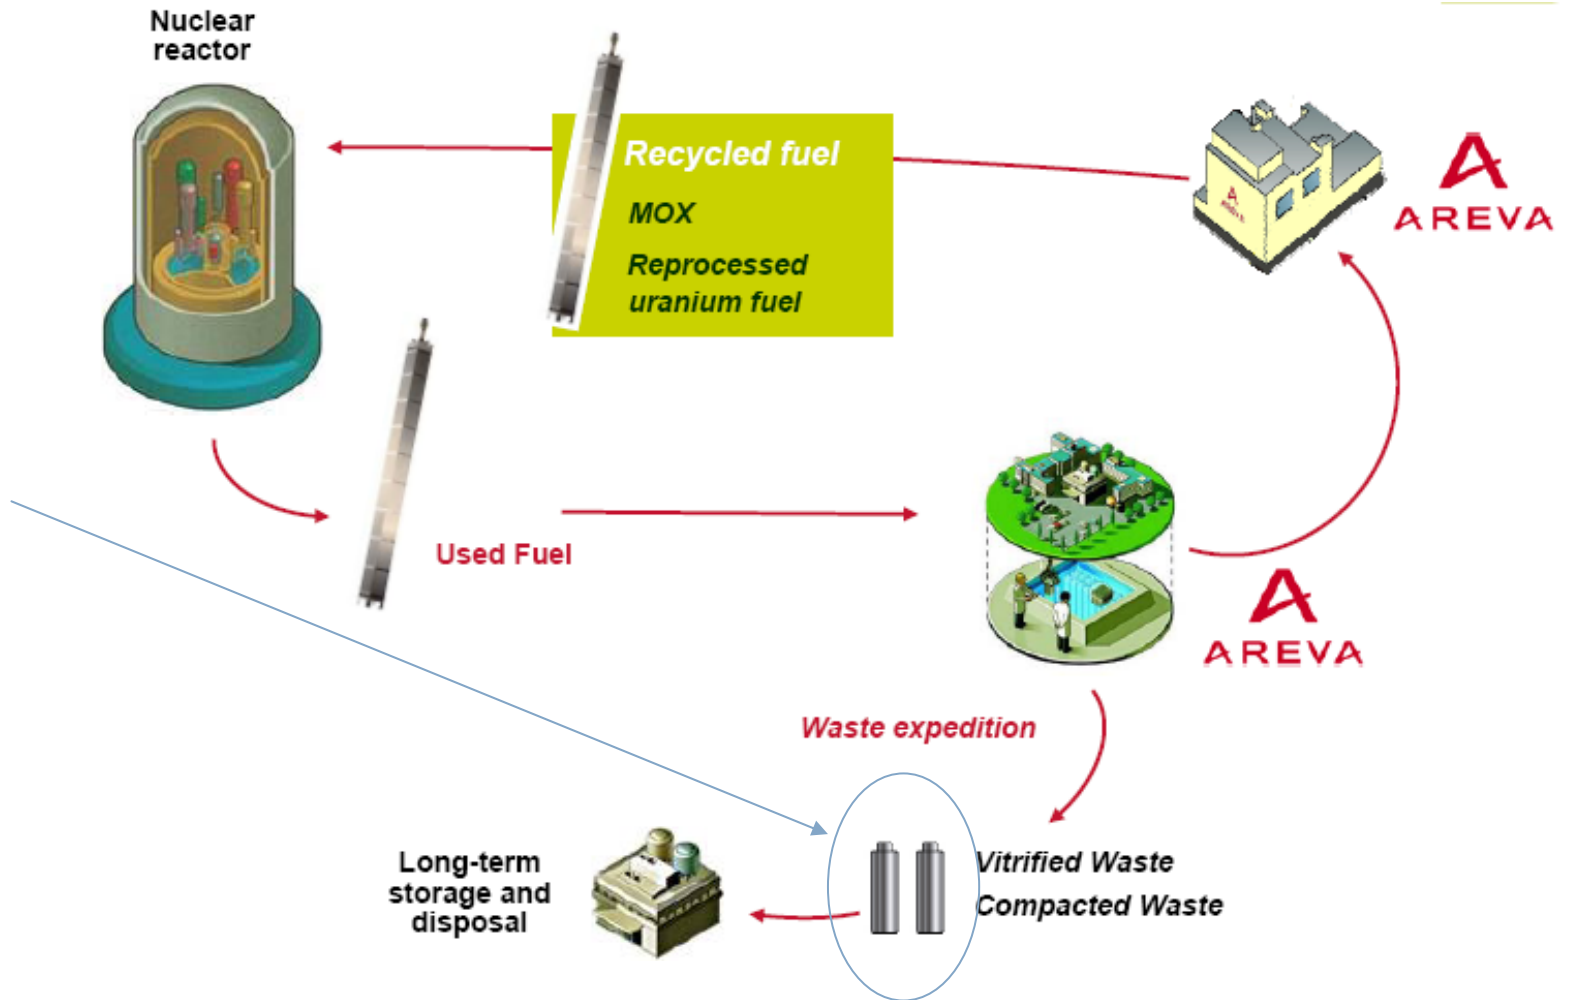 Nuclear
reactor
Recycled fuel
MOX
Reprocessed
uranium fuel
AREVA
Used Fuel
AREVA
Waste expedition
Long-term
storage and
disposal
Vitrified Waste
Compacted Waste